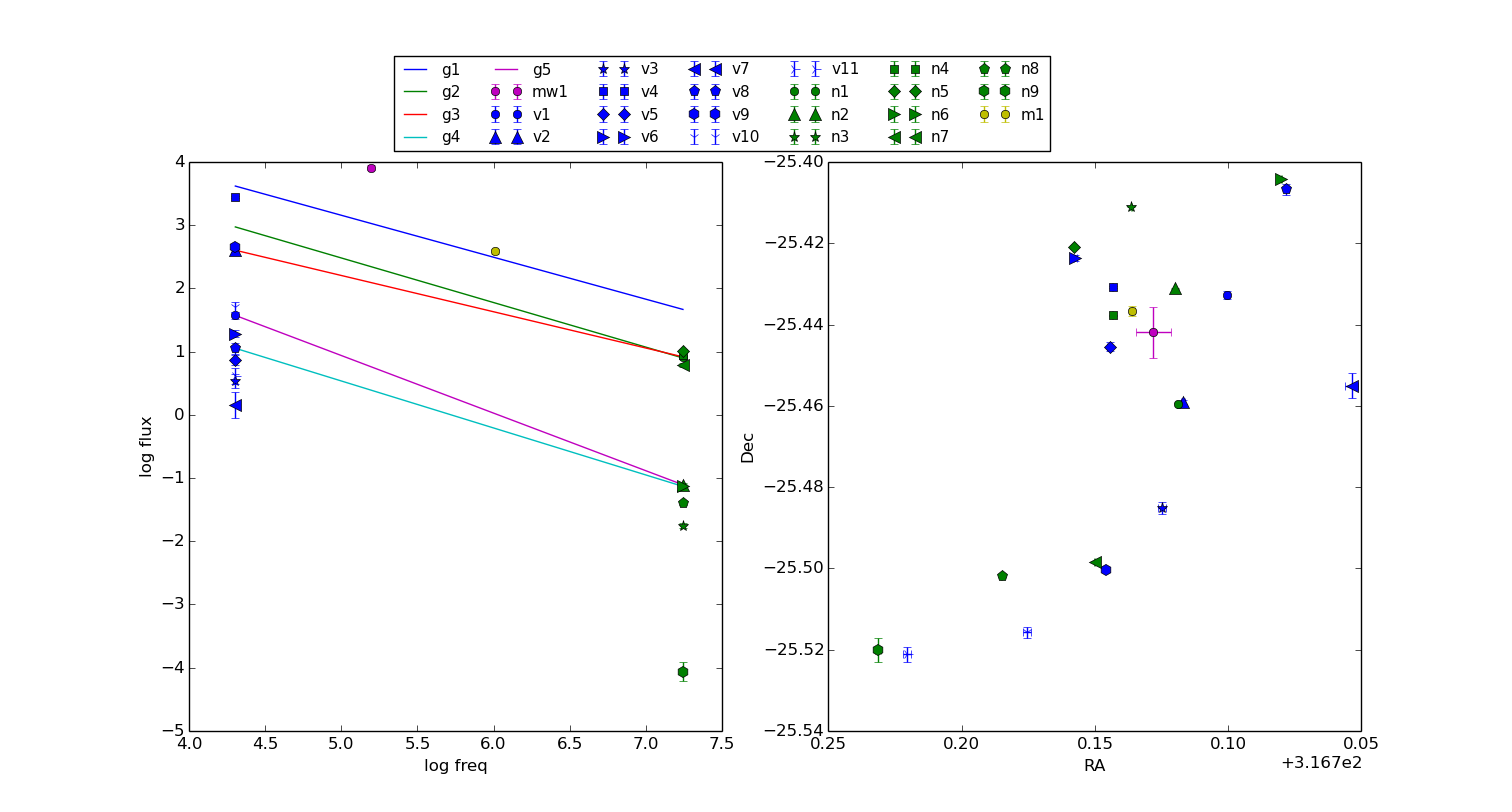 g1 g5 v3 v7 v11 n4 n8
g2 mw1 v4 v8 n1 n5 n9
g3 v1 v5 v9 n2 n6 m1
g4 v2 v6 v10 n3 n7
4
3
2
1
0
−1
−2
−3
−4
−5
log flux
4.0 4.5 5.0 5.5 6.0 6.5 7.0 7.5
log freq
−25.40
−25.42
−25.44
−25.46
−25.48
−25.50
−25.52
−25.54
Dec
0.25 0.20 0.15 0.10 0.05
RA
+3.167e2